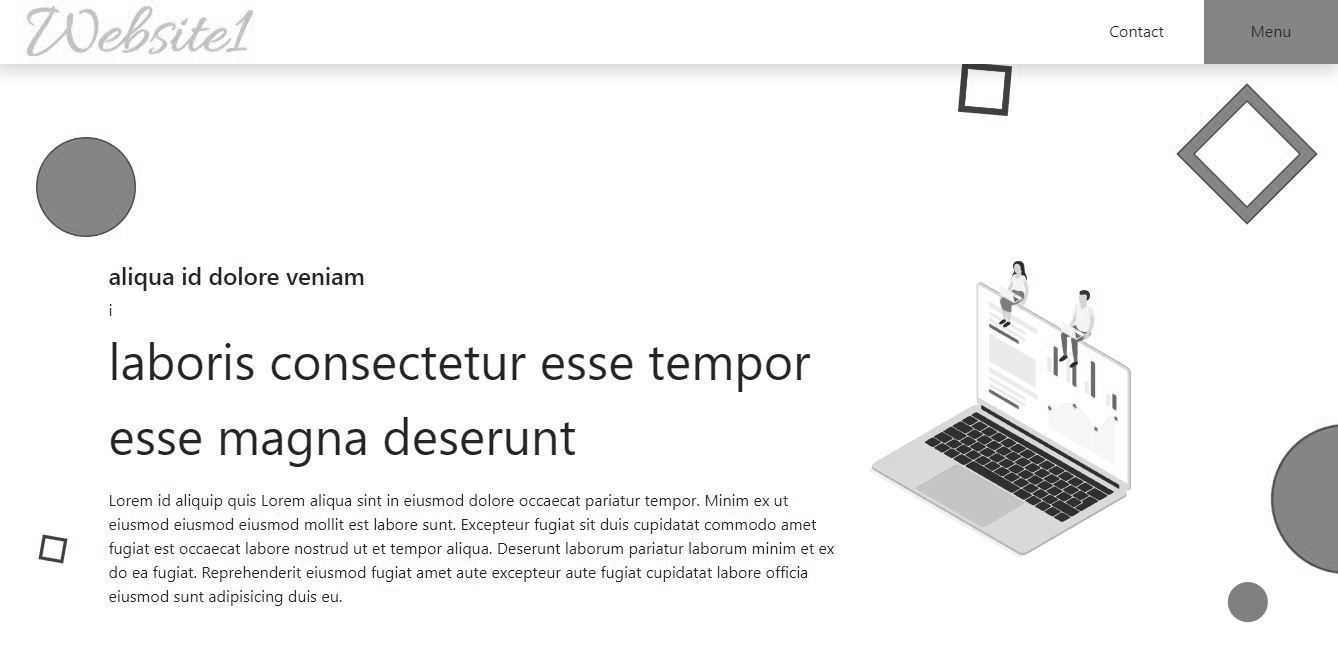 Website1
Contact
Menu
aliqua id dolore veniam
i
laboris consectetur esse tempor
esse magna deserunt
Lorem id aliquip quis Lorem aliqua sint in eiusmod dolore occaecat pariatur tempor. Minim ex ut
eiusmod eiusmod eiusmod mollit est labore sunt. Excepteur fugiat sit duis cupidatat commodo amet
fugiat est occaecat labore nostrud ut et tempor aliqua. Deserunt laborum pariatur laborum minim et ex
do ea fugiat. Reprehenderit eiusmod fugiat amet aute excepteur aute fugiat cupidatat labore officia
eiusmod sunt adipisicing duis eu.